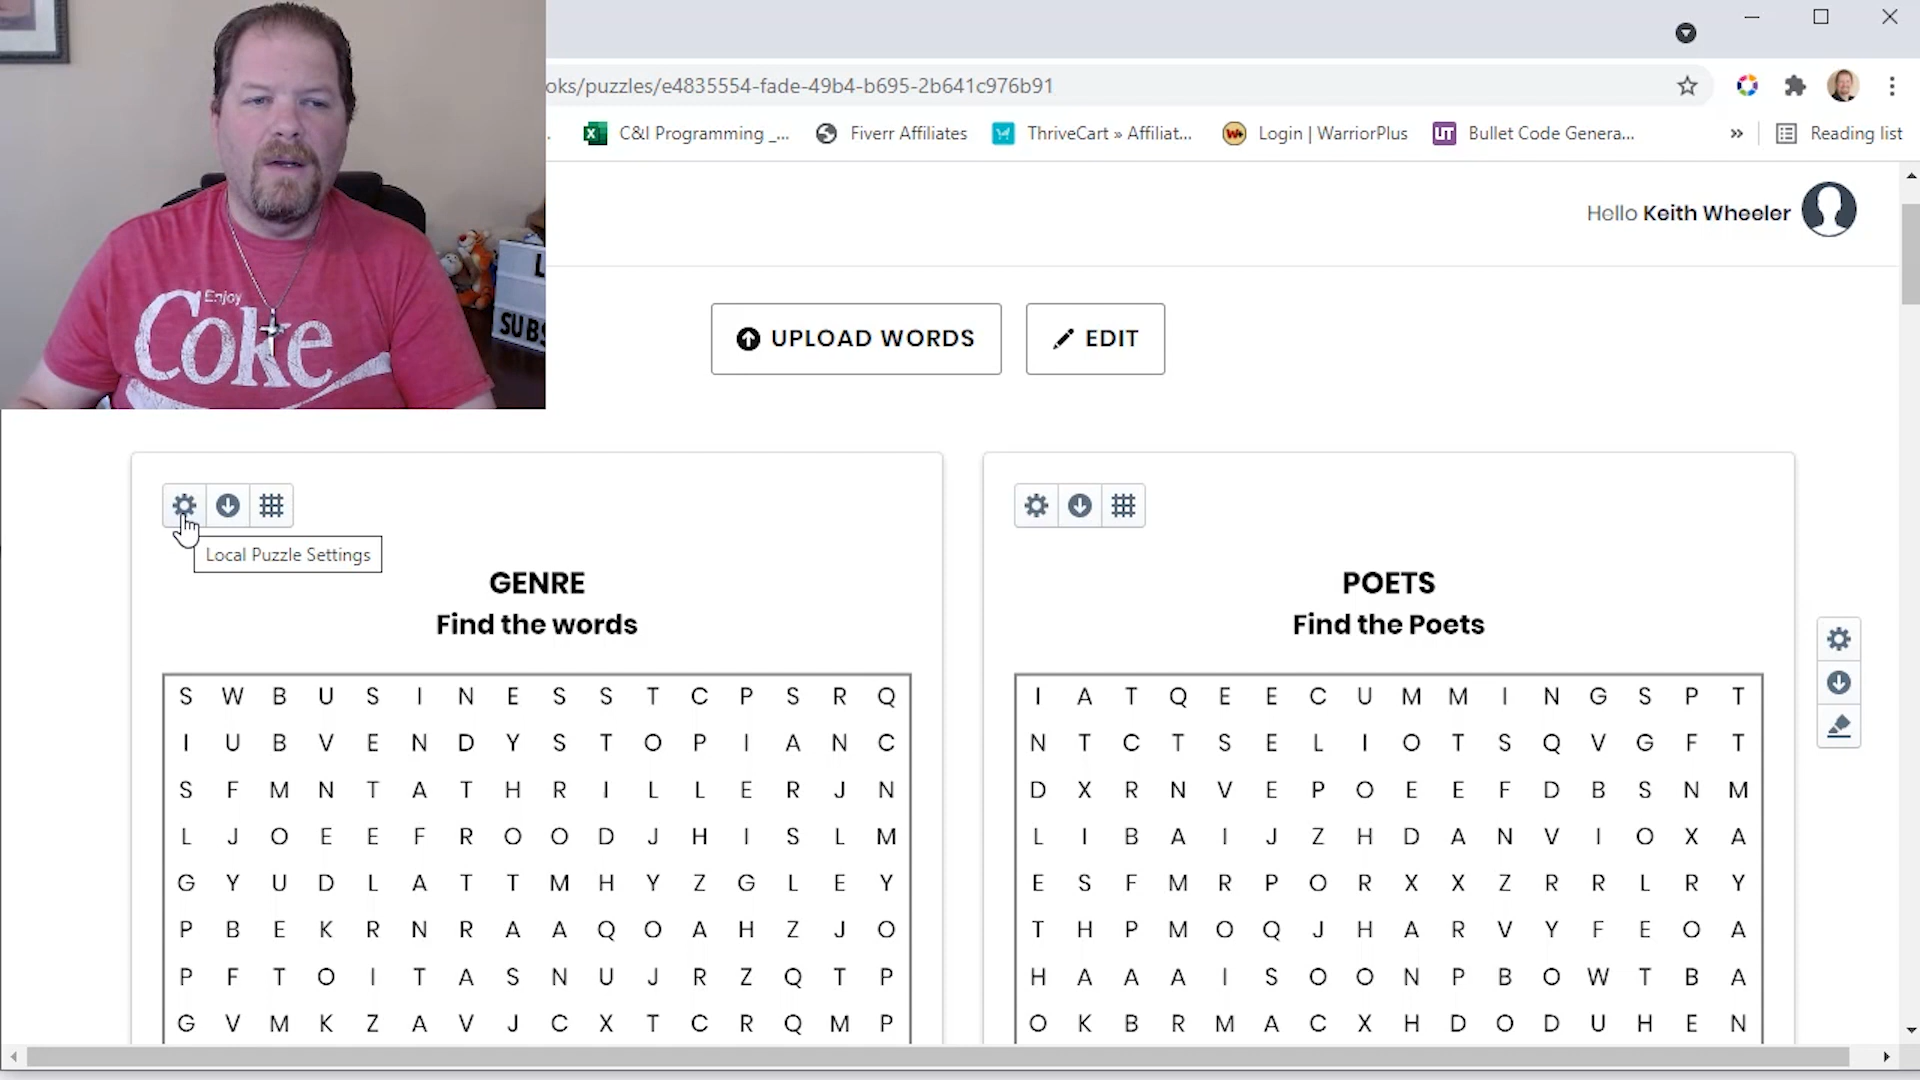 oks/puzzles/e4835554-fade-49b4-b695-2b641c976b91
C&I Programming _...
Fiverr Affiliates
ThriveCart » Affiliat...
Login | WarriorPlus
Bullet Code Genera...
»
Reading list
Hello Keith Wheeler
Enjoy
Coke
L
SUBS
UPLOAD WORDS
EDIT
Local Puzzle Settings
GENRE
Find the words
S W B U S I N E S S T C P S R Q
I U B V E N D Y S T O P I A N C
S F M N T A T H R I L L E R J N
L J O E E F R O O D J H I S L M
G Y U D L A T T M H Y Z G L E Y
P B E K R N R A A Q O A H Z J O
P F T O I T A S N U J R Z Q T P
G V M K Z A V J C X T C R Q M P
POETS
Find the Poets
I A T Q E E C U M M I N G S P T
N T C T S E L I O T S Q V G F T
D X R N V E P O E E F D B S N M
L I B A I J Z H D A N V I O X A
E S F M R P O R X X Z R R L R Y
T H P M O Q J H A R V Y F E O A
H A A A I S O O N P B O W T B A
O K B R M A C X H D O D U H E N